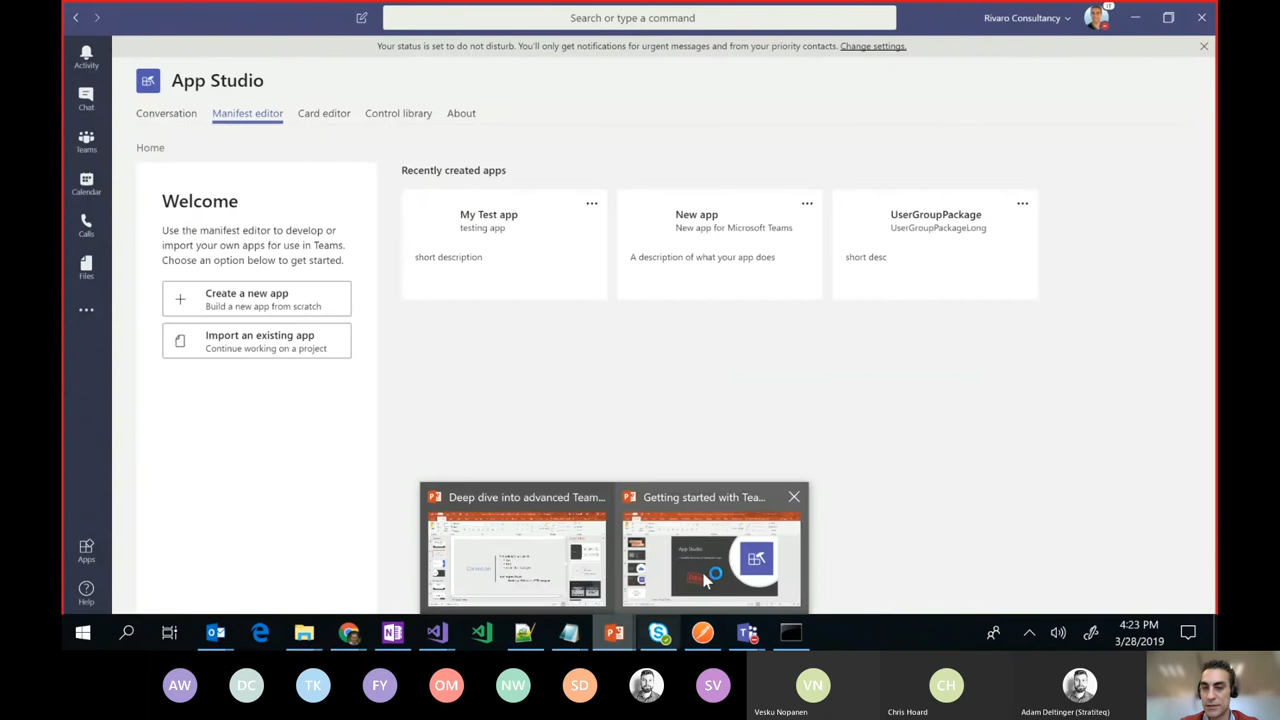 Search or type a command
Rivaro Consultancy
IT
Your status is set to do not disturb. You'll only get notifications for urgent messages and from your priority contacts. Change settings.
Activity
Chat
Teams
Calendar
Calls
Files
Apps
Help
App Studio
Conversation
Manifest editor
Card editor
Control library
About
Home
Welcome
Use the manifest editor to develop or
import your own apps for use in Teams.
Choose an option below to get started.
Create a new app
Build a new app from scratch
Import an existing app
Continue working on a project
Recently created apps
My Test app
testing app
short description
New app
New app for Microsoft Teams
A description of what your app does
UserGroupPackage
UserGroupPackageLong
short desc
Deep dive into advanced Team...
Getting started with Tea...
App Studio
4:23 PM
3/28/2019
AW
DC
TK
FY
OM
NW
SD
SV
VN
CH
Vesku Nopanen
Chris Hoard
Adam Deltinger (Stratiteq)